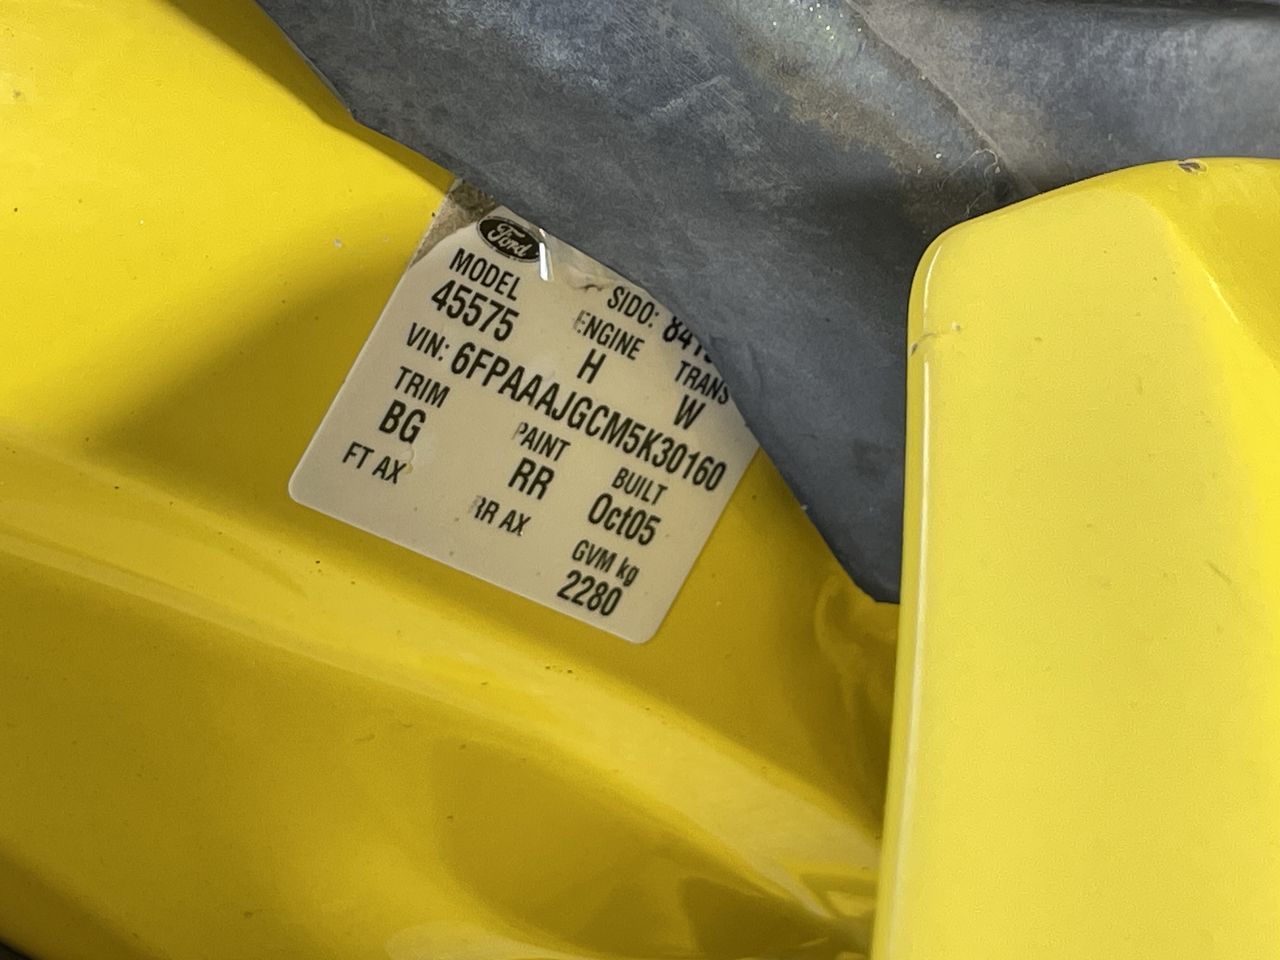 Ford
SIDO:
MODEL ENGINE TRANS
45575 H W
VIN: 6FPAAAJGCM5K30160
TRIM PAINT BUILT
BG RR Oct05
FT AX RR AX GVM kg
2280